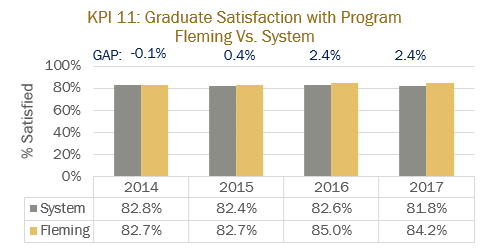 KPI 11: Graduate Satisfaction with Program
Fleming Vs. System
GAP: -0.1% 0.4% 2.4% 2.4%
% Satisfied
100%
80%
60%
40%
20%
0%
2014 2015 2016 2017
System 82.8% 82.4% 82.6% 81.8%
Fleming 82.7% 82.7% 85.0% 84.2%